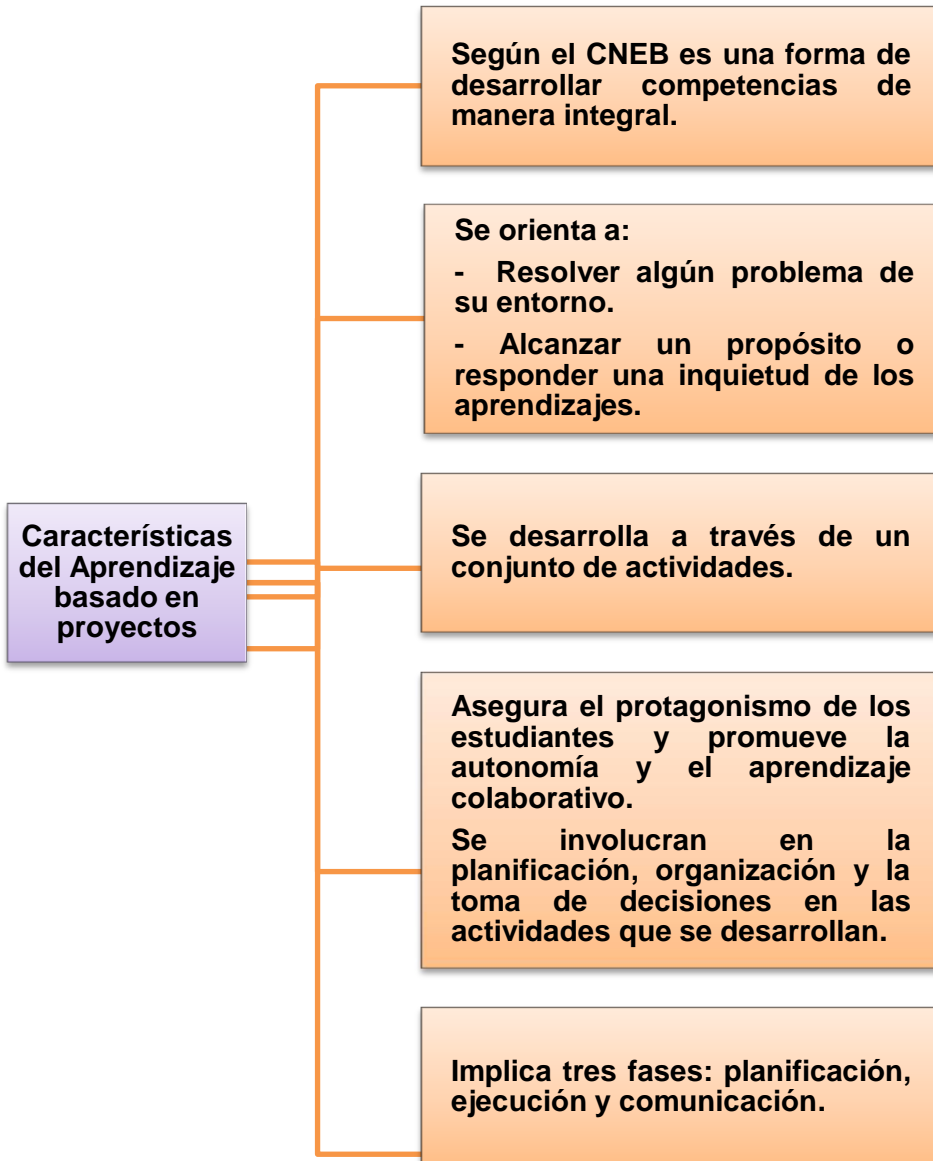 Características
del Aprendizaje
basado en
proyectos
Según el CNEB es una forma de
desarrollar competencias de
manera integral.
Se orienta a:
- Resolver algún problema de
su entorno.
- Alcanzar un propósito o
responder una inquietud de los
aprendizajes.
Se desarrolla a través de un
conjunto de actividades.
Asegura el protagonismo de los
estudiantes y promueve la
autonomía y el aprendizaje
colaborativo.
Se involucran en la
planificación, organización y la
toma de decisiones en las
actividades que se desarrollan.
Implica tres fases: planificación,
ejecución y comunicación.